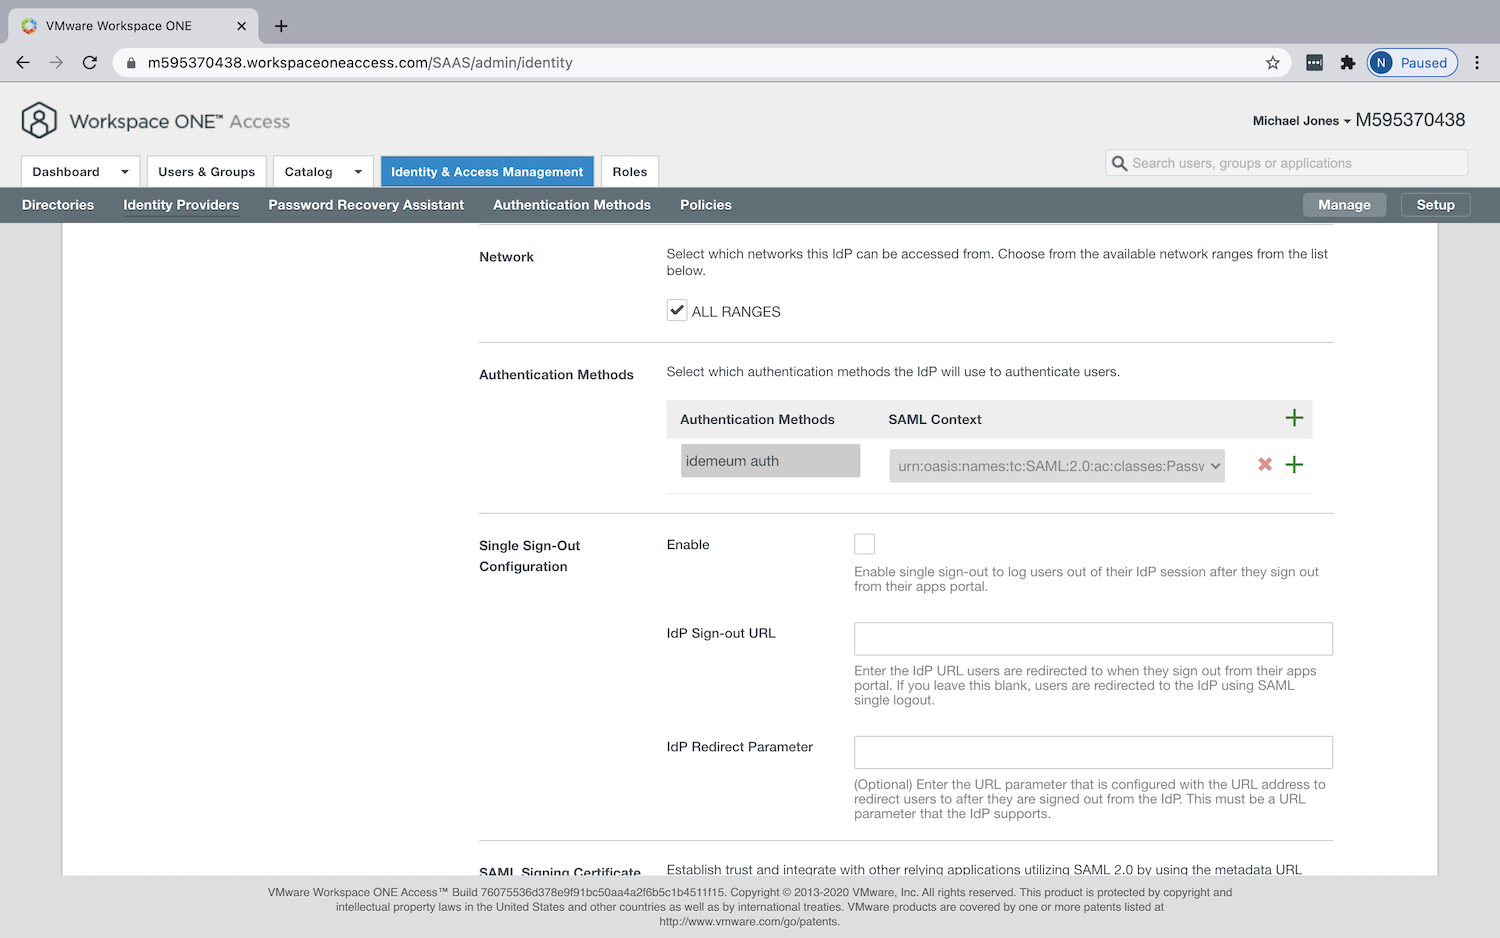 VMware Workspace ONE
m595370438.workspaceoneaccess.com/SAAS/admin/identity
N Paused
Workspace ONE™ Access
Michael Jones M595370438
Dashboard Users & Groups Catalog Identity & Access Management Roles
Search users, groups or applications
Directories Identity Providers Password Recovery Assistant Authentication Methods Policies Manage Setup
Network
Select which networks this IdP can be accessed from. Choose from the available network ranges from the list
below.
ALL RANGES
Authentication Methods
Select which authentication methods the IdP will use to authenticate users.
Authentication Methods SAML Context
idemeum auth urn:oasis:names:tc:SAML:2.0:ac:classes:Passv
Single Sign-Out
Configuration
Enable
Enable single sign-out to log users out of their IdP session after they sign out
from their apps portal.
IdP Sign-out URL
Enter the IdP URL users are redirected to when they sign out from their apps
portal. If you leave this blank, users are redirected to the IdP using SAML
single logout.
IdP Redirect Parameter
(Optional) Enter the URL parameter that is configured with the URL address to
redirect users to after they are signed out from the IdP. This must be a URL
parameter that the IdP supports.
SAML Signing Certificate
Establish trust and integrate with other relying applications utilizing SAML 2.0 by using the metadata URL
VMware Workspace ONE Access™ Build 76075536d378e9f91bc50aa4a2f6b5c1b4511f15. Copyright © 2013-2020 VMware, Inc. All rights reserved. This product is protected by copyright and
intellectual property laws in the United States and other countries as well as by international treaties. VMware products are covered by one or more patents listed at
http://www.vmware.com/go/patents.